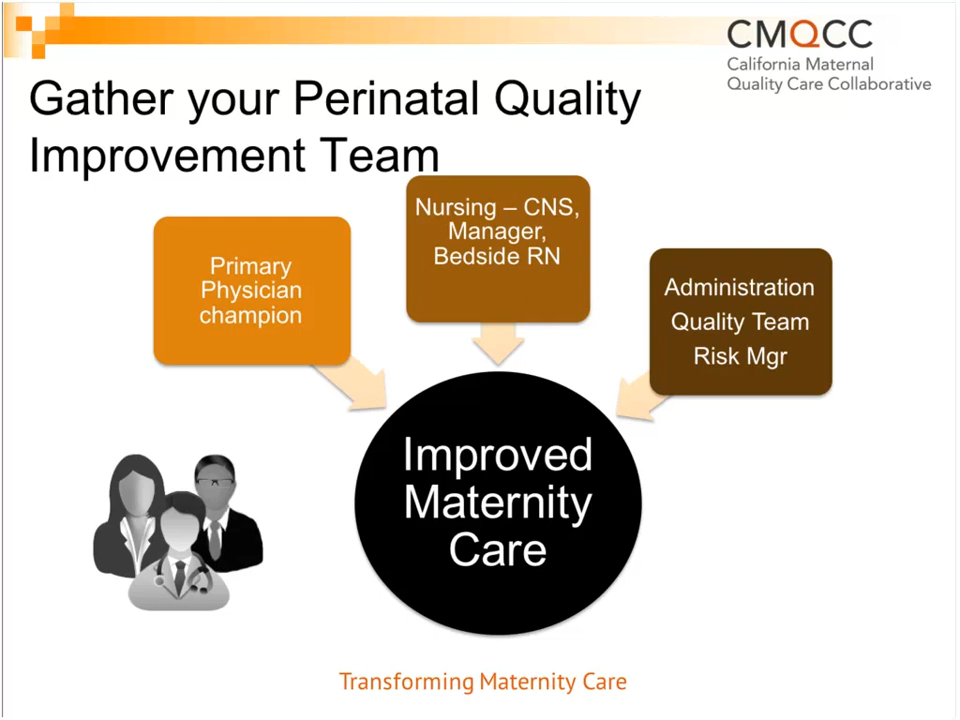 CMQCC
California Maternal
Quality Care Collaborative
Gather your Perinatal Quality
Improvement Team
Primary
Physician
champion
Nursing – CNS,
Manager,
Bedside RN
Administration
Quality Team
Risk Mgr
Improved
Maternity
Care
Transforming Maternity Care